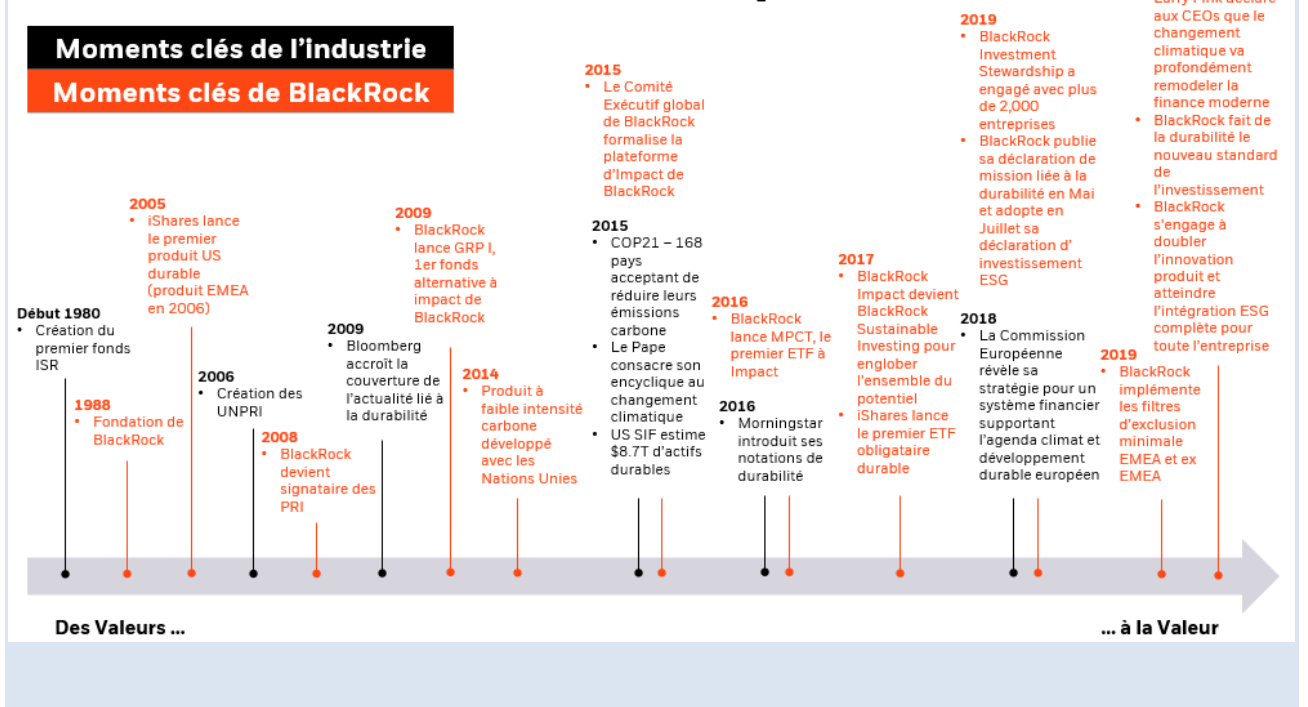 Moments clés de l'industrie
Moments clés de BlackRock
Début 1980
• Création du
premier fonds
ISR
1988
• Fondation de
BlackRock
2005
• iShares lance
le premier
produit US
durable
(produit EMEA
en 2006)
2006
• Création des
UNPRI
2008
• BlackRock
devient
signataire des
PRI
2009
• Bloomberg
accroît la
couverture de
l'actualité lié à
la durabilité
2009
• BlackRock
lance GRP I,
1er fonds
alternative à
impact de
BlackRock
2014
• Produit à
faible intensité
carbone
développé
avec les
Nations Unies
2015
• Le Comité
Exécutif global
de BlackRock
formalise la
plateforme
d'Impact de
BlackRock
2015
• COP21 – 168
pays
acceptant de
réduire leurs
émissions
carbone
• Le Pape
consacre son
encyclique au
changement
climatique
• US SIF estime
$8.7T d'actifs
durables
2016
• BlackRock
lance MPCT, le
premier ETF à
Impact
2016
• Morningstar
introduit ses
notations de
durabilité
2017
• BlackRock
Impact devient
BlackRock
Sustainable
Investing pour
englober
l'ensemble du
potentiel
• iShares lance
le premier ETF
obligataire
durable
2019
• BlackRock
Investment
Stewardship a
engagé avec plus
de 2,000
entreprises
• BlackRock publie
sa déclaration de
mission liée à la
durabilité en Mai
et adopte en
Juillet sa
déclaration d'
investissement
ESG
2018
• La Commission
Européenne
révèle sa
stratégie pour un
système financier
supportant
l'agenda climat et
développement
durable européen
2019
• BlackRock
implémente
les filtres
d'exclusion
minimale
EMEA et ex
EMEA
aux CEOs que le
changement
climatique va
profondément
remodeler la
finance moderne
• BlackRock fait de
la durabilité le
nouveau standard
de
l'investissement
• BlackRock
s'engage à
doubler
l'innovation
produit et
atteindre
l'intégration ESG
complète pour
toute l'entreprise
Des Valeurs ...
... à la Valeur